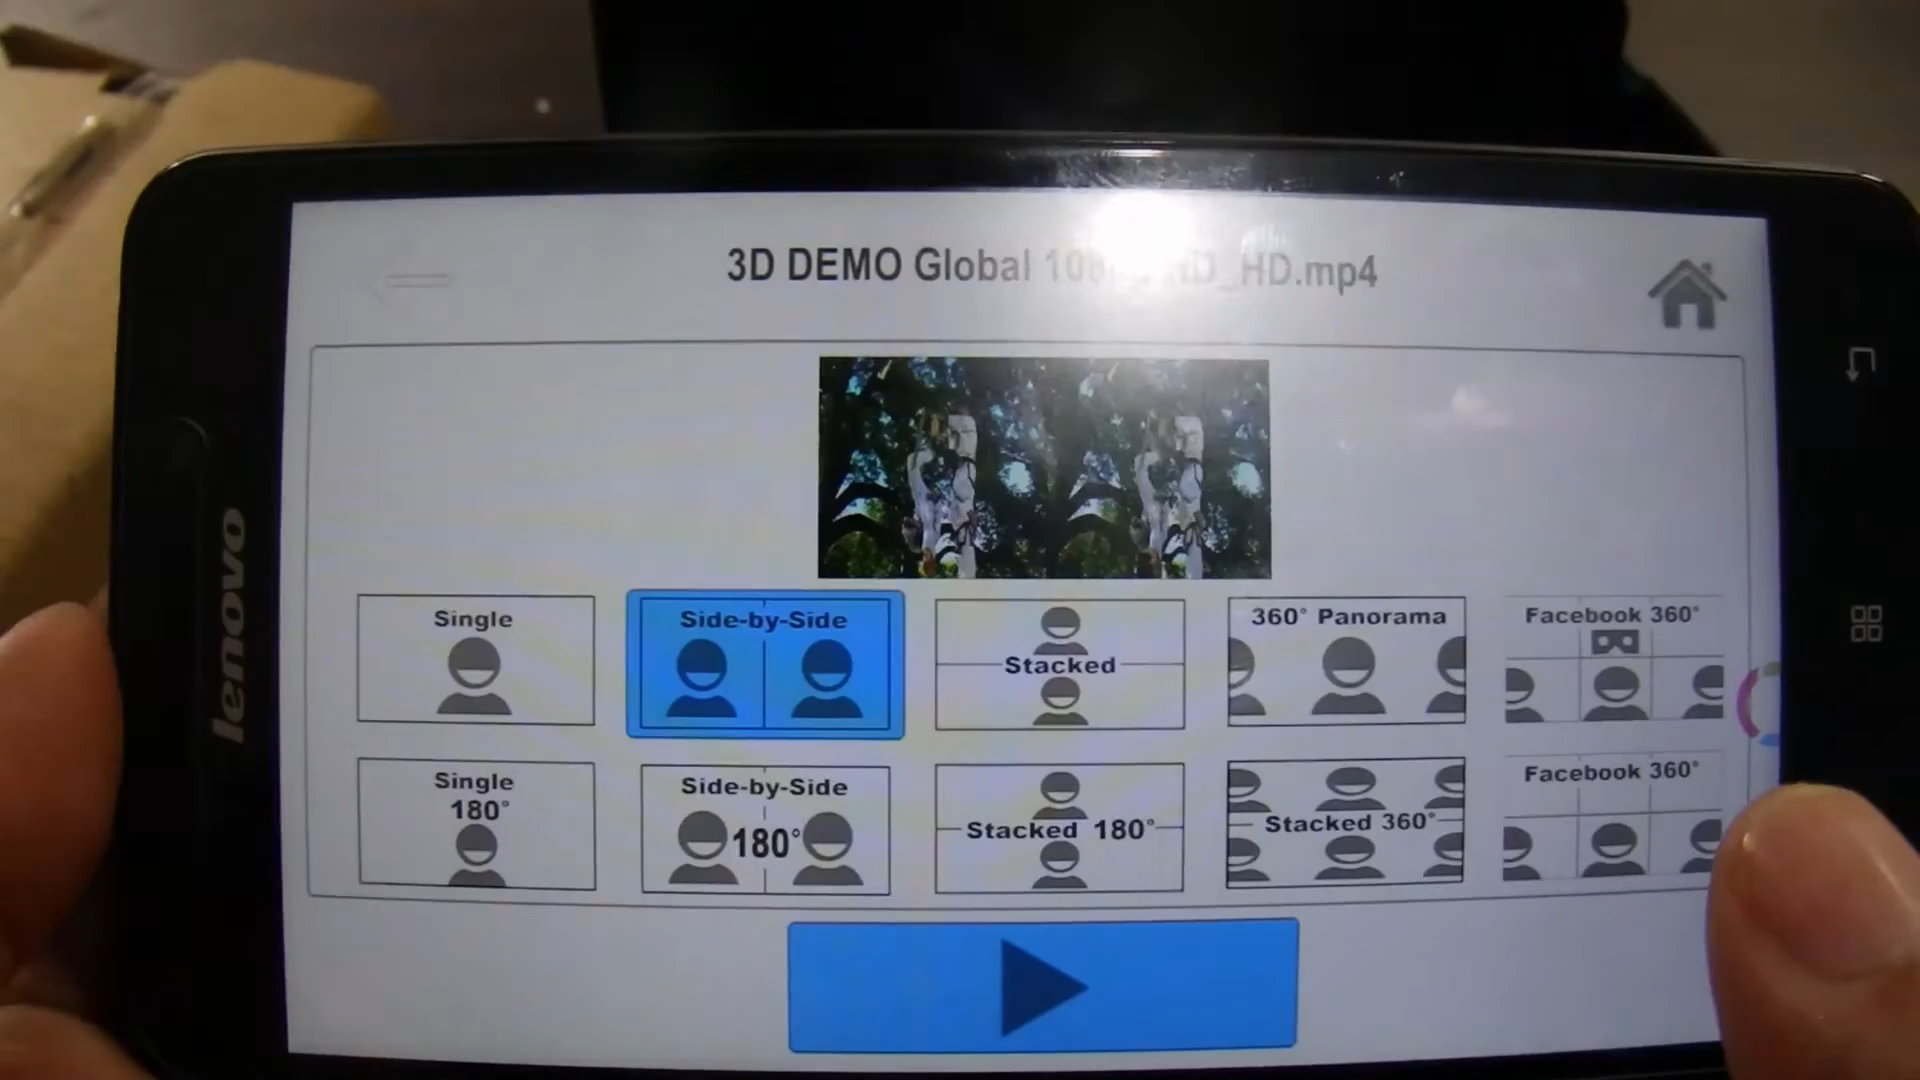 3D DEMO Global HD.mp4
Single
Side-by-Side
Stacked
360° Panorama
Facebook 360°
Single
180°
Side-by-Side
180°
Stacked 180°
Stacked 360°
Facebook 360°
lenovo